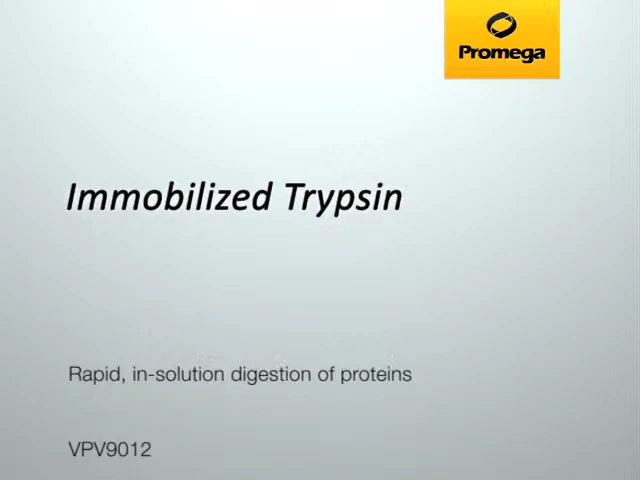 Promega
Immobilized Trypsin
Rapid, in-solution digestion of proteins
VPV9012